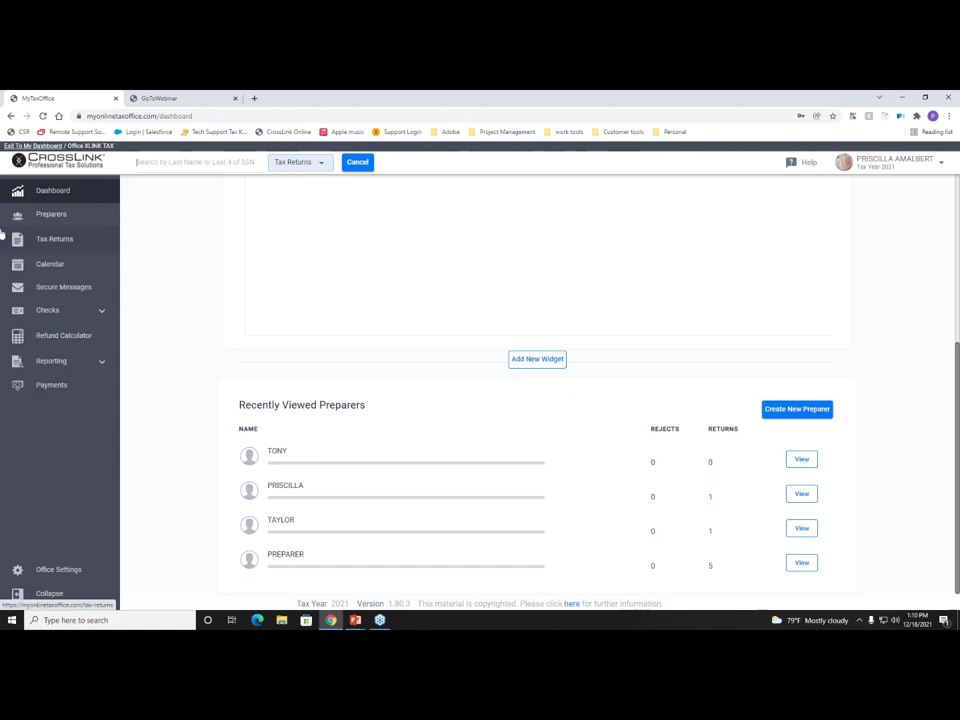 MyTaxOffice
GoToWebinar
myonlinetaxoffice.com/dashboard
CSR
Remote Support So...
Login | Salesforce
Tech Support Tax K...
CrossLink Online
Apple music
Support Login
Adobe
Project Management
work tools
Customer tools
Personal
Reading list
Exit To My Dashboard / Office XLINK TAX
CROSSLINK
Professional Tax Solutions
Search by Last Name or Last 4 of SSN
Tax Returns
Cancel
Help
PRISCILLA AMALBERT
Tax Year 2021
Dashboard
Preparers
Tax Returns
Calendar
Secure Messages
Checks
Refund Calculator
Reporting
Payments
Office Settings
Collapse
https://myonlinetaxoffice.com/tax-returns
Add New Widget
Recently Viewed Preparers
Create New Preparer
NAME REJECTS RETURNS
TONY 0 0 View
PRISCILLA 0 1 View
TAYLOR 0 1 View
PREPARER 0 5 View
Tax Year 2021 Version 1.80.3 This material is copyrighted. Please click here for further information.
Type here to search
79°F Mostly cloudy
1:10 PM
12/16/2021